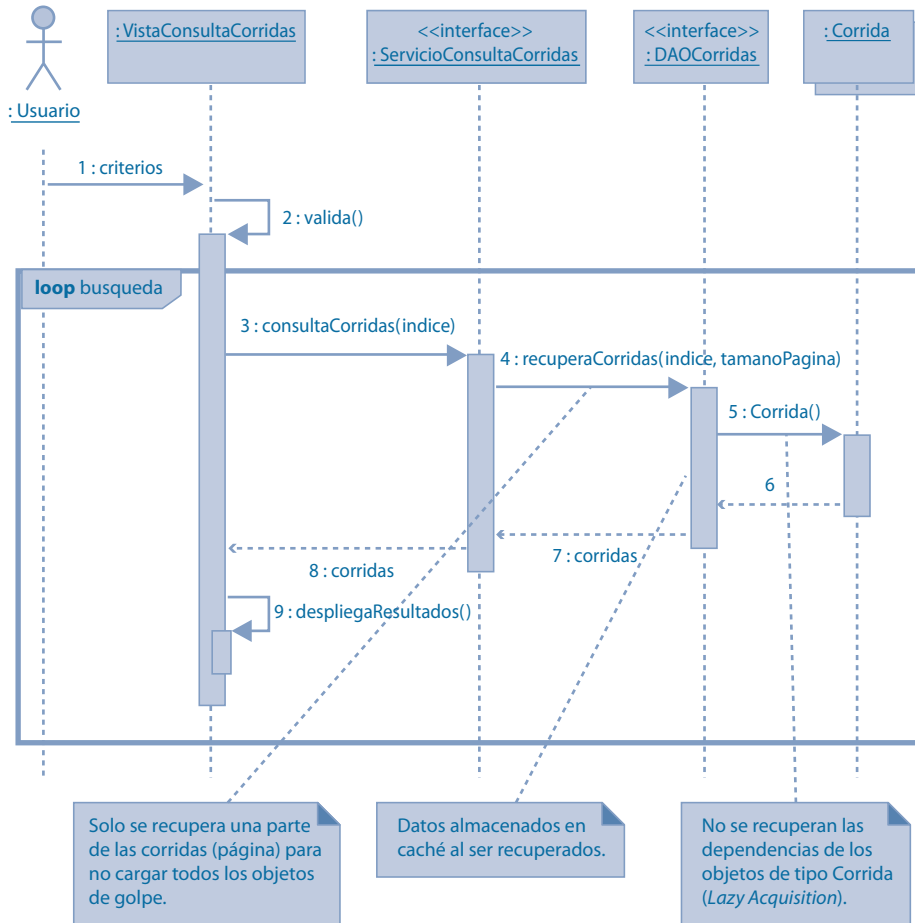 : VistaConsultaCorridas
<<interface>>
: ServicioConsultaCorridas
<<interface>>
: DAOCorridas
: Corrida
: Usuario
1 : criterios
2 : valida()
loop busqueda
3 : consultaCorridas(indice)
4 : recuperaCorridas(indice, tamanoPagina)
5 : Corrida()
6
7 : corridas
8 : corridas
9 : despliegaResultados()
Solo se recupera una parte
de las corridas (página) para
no cargar todos los objetos
de golpe.
Datos almacenados en
caché al ser recuperados.
No se recuperan las
dependencias de los
objetos de tipo Corrida
(Lazy Acquisition).